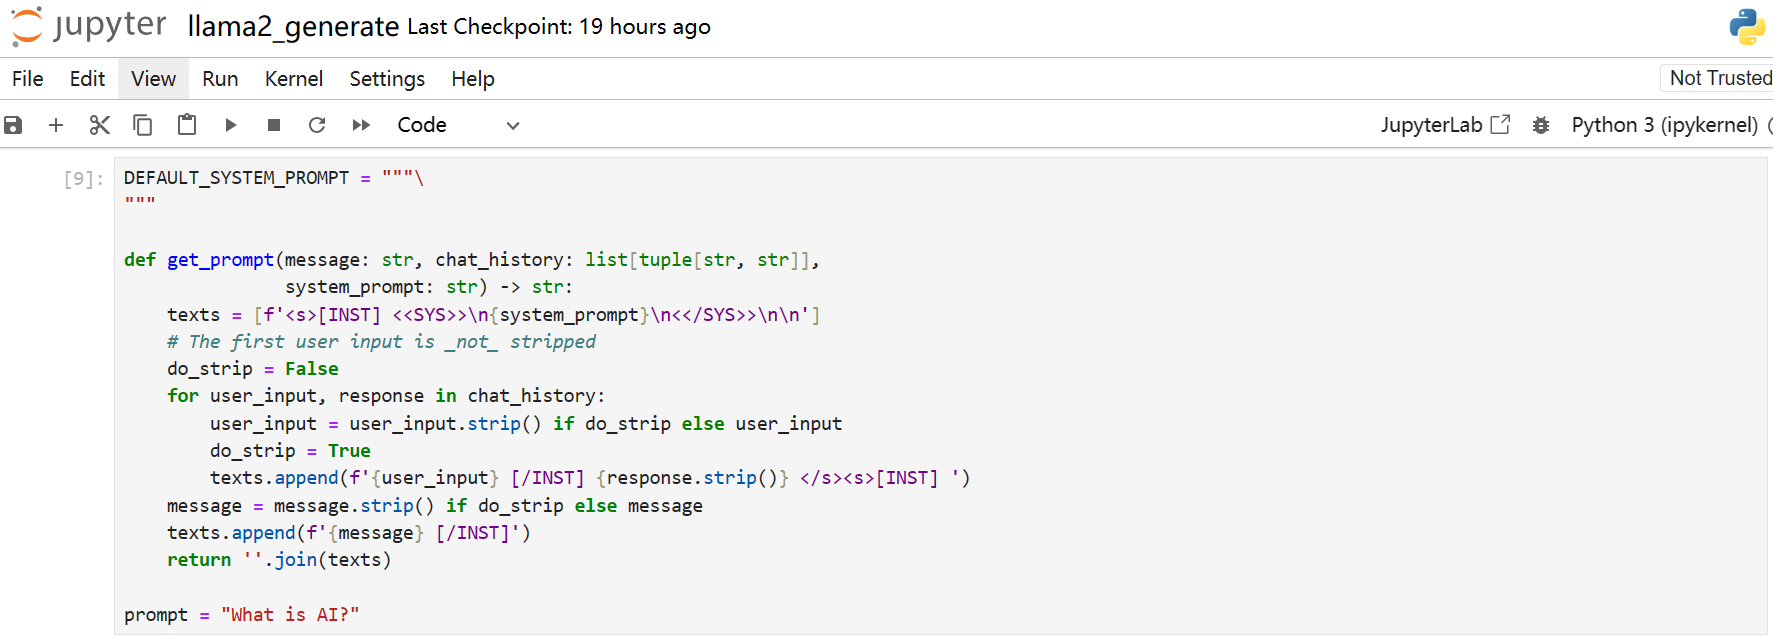 jupyter llama2_generate Last Checkpoint: 19 hours ago
File Edit View Run Kernel Settings Help Not Trusted
Code JupyterLab Python 3 (ipykernel)
[9]: DEFAULT_SYSTEM_PROMPT = """\
"""
def get_prompt(message: str, chat_history: list[tuple[str, str]],
               system_prompt: str) -> str:
    texts = [f'<s>[INST] <<SYS>>\n{system_prompt}\n<</SYS>>\n\n']
    # The first user input is _not_ stripped
    do_strip = False
    for user_input, response in chat_history:
        user_input = user_input.strip() if do_strip else user_input
        do_strip = True
        texts.append(f'{user_input} [/INST] {response.strip()} </s><s>[INST] ')
    message = message.strip() if do_strip else message
    texts.append(f'{message} [/INST]')
    return ''.join(texts)
prompt = "What is AI?"